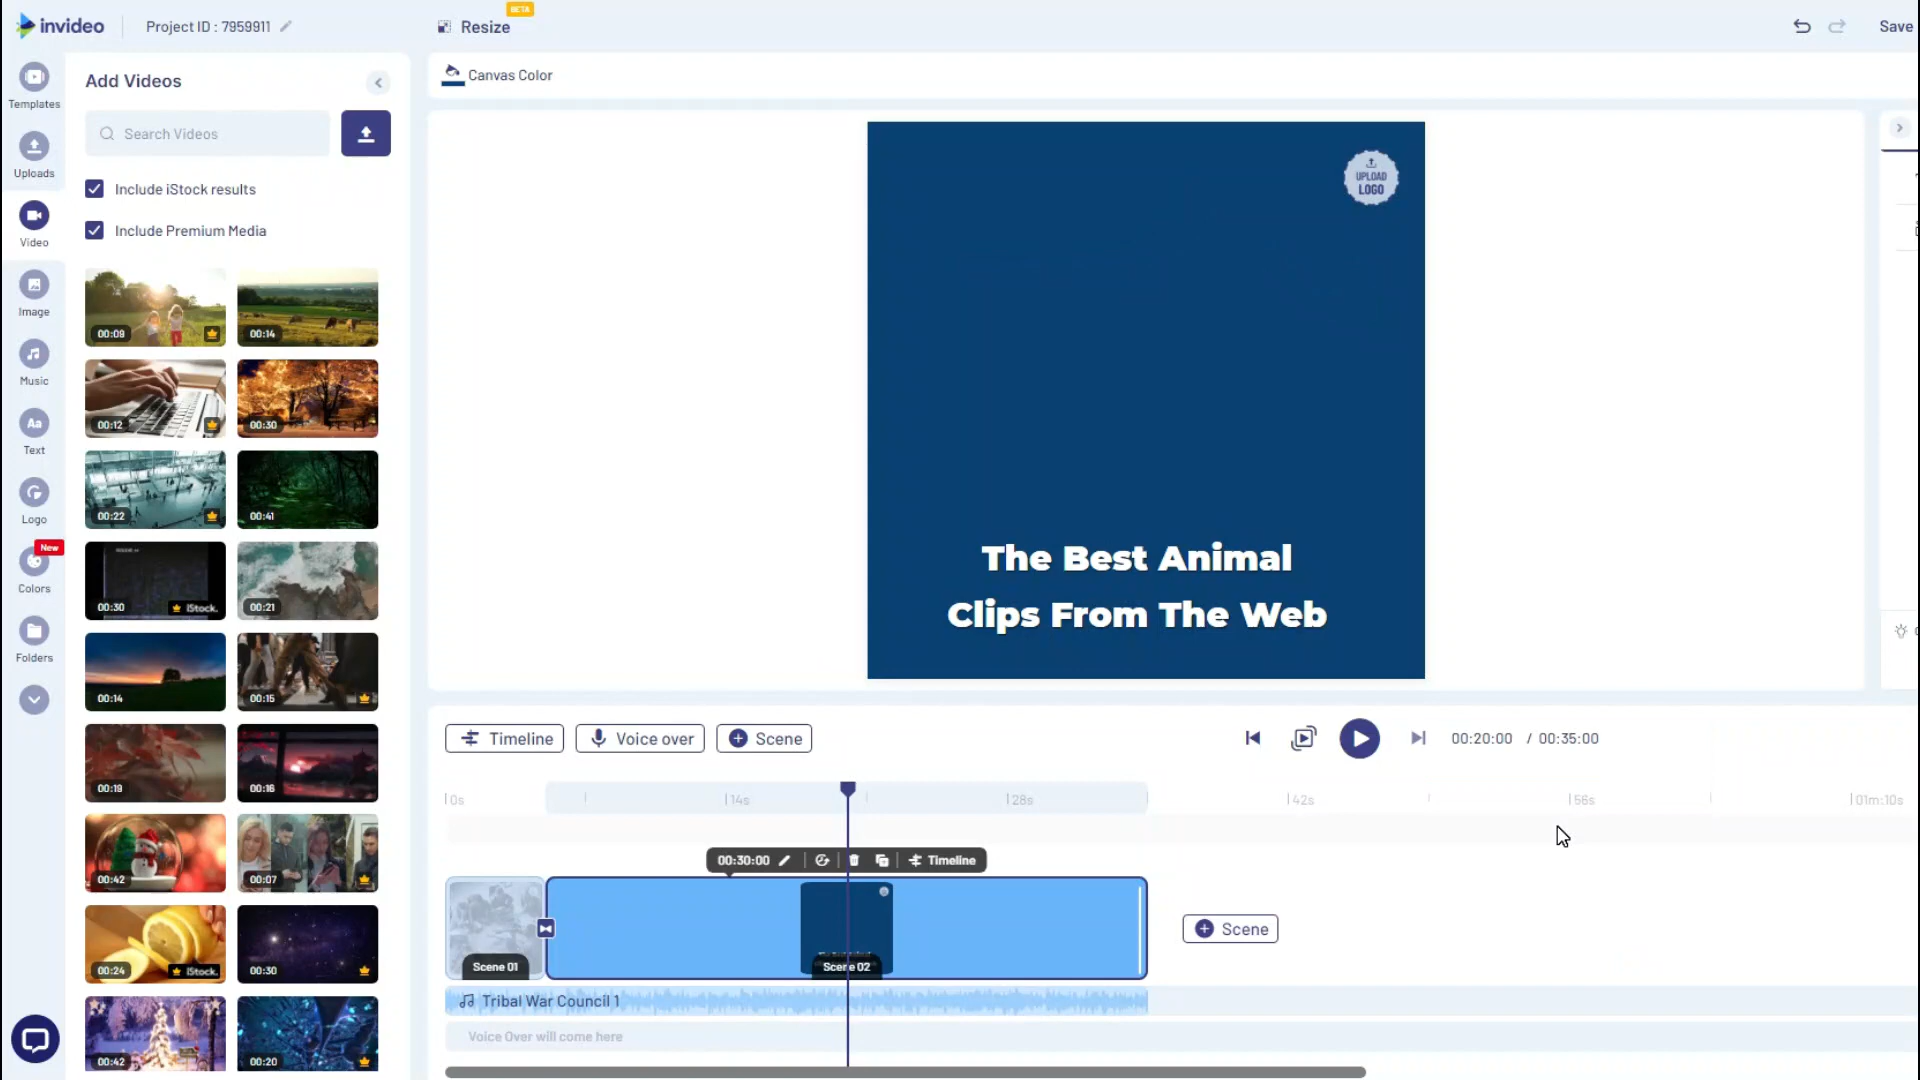 invideo
Project ID : 7959911
BETA
Resize
Save
Templates
Uploads
Video
Image
Music
Text
Logo
New
Colors
Folders
Aa
Add Videos
Search Videos
Include iStock results
Include Premium Media
00:09
00:14
00:12
00:30
00:22
00:41
00:30
iStock.
00:21
00:14
00:15
00:19
00:16
00:42
00:07
00:24
iStock.
00:30
00:42
00:20
Canvas Color
UPLOAD
LOGO
The Best Animal
Clips From The Web
Timeline
Voice over
Scene
00:20:00 / 00:35:00
0s
14s
28s
42s
56s
01m:10s
00:30:00
Timeline
Scene 01
Scene 02
Scene
Tribal War Council 1
Voice Over will come here